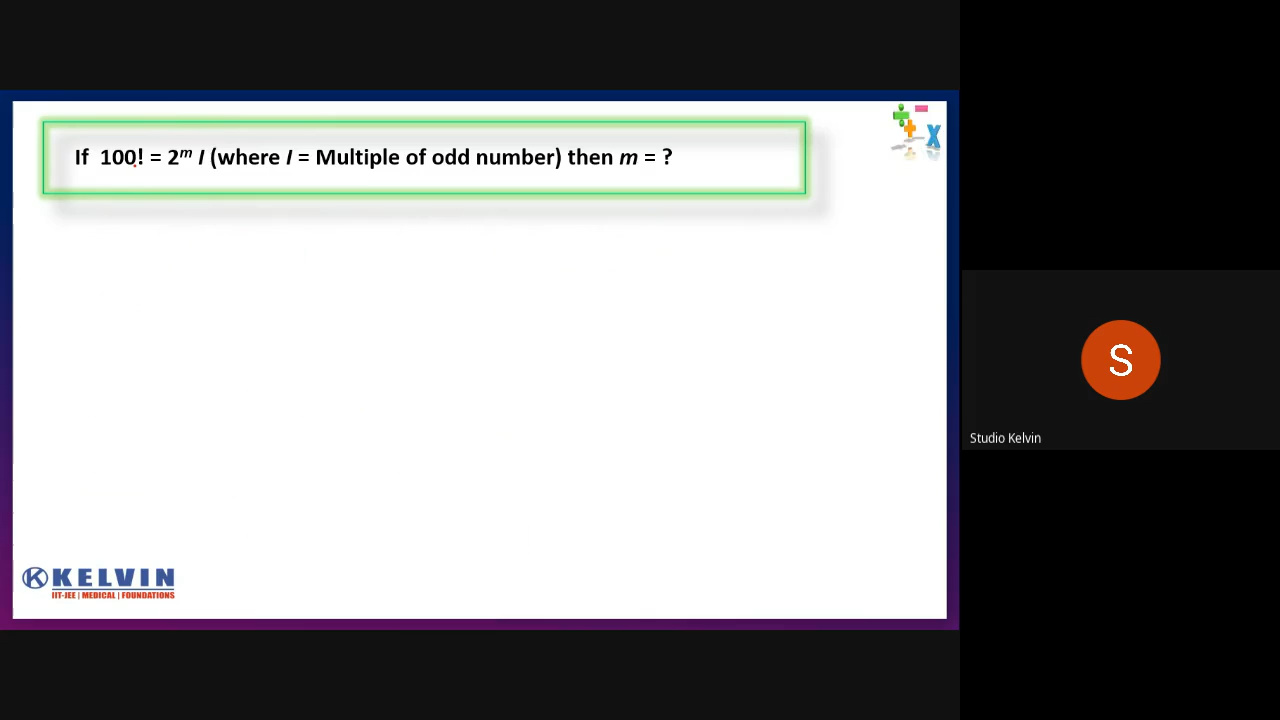 If 100! = 2ᵐ I (where I = Multiple of odd number) then m = ?
X
S
Studio Kelvin
K KELVIN
IIT-JEE | MEDICAL | FOUNDATIONS